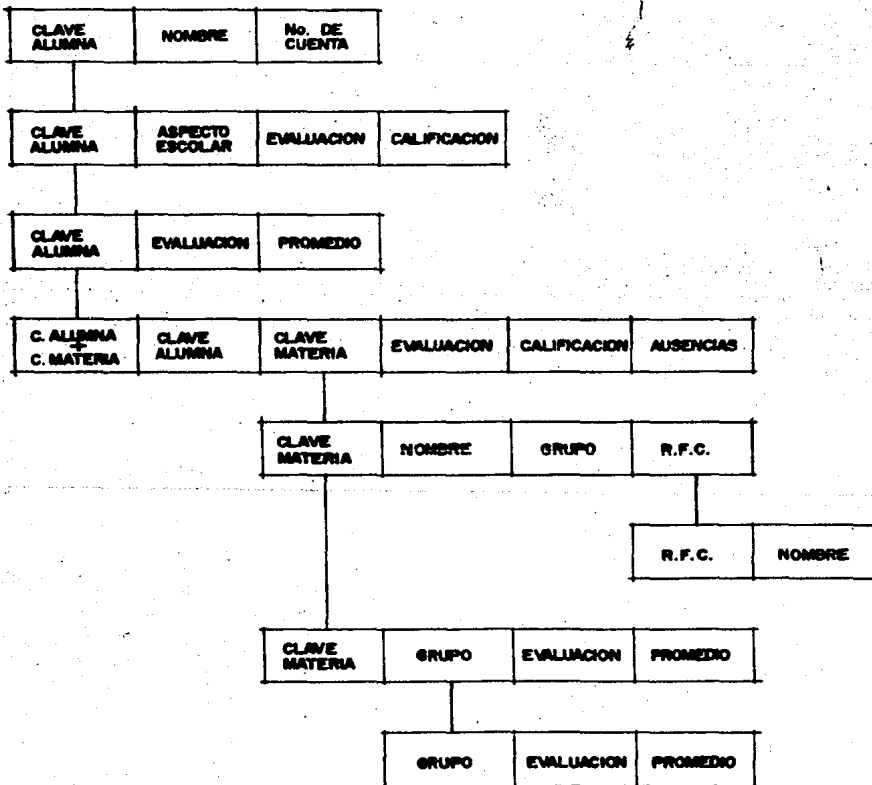 CLAVE ALUMNA NOMBRE No. DE CUENTA
CLAVE ALUMNA ASPECTO ESCOLAR EVALUACION CALIFICACION
CLAVE ALUMNA EVALUACION PROMEDIO
C. ALUMNA + C. MATERIA CLAVE ALUMNA CLAVE MATERIA EVALUACION CALIFICACION AUSENCIAS
CLAVE MATERIA NOMBRE GRUPO R.F.C.
R.F.C. NOMBRE
CLAVE MATERIA GRUPO EVALUACION PROMEDIO
GRUPO EVALUACION PROMEDIO